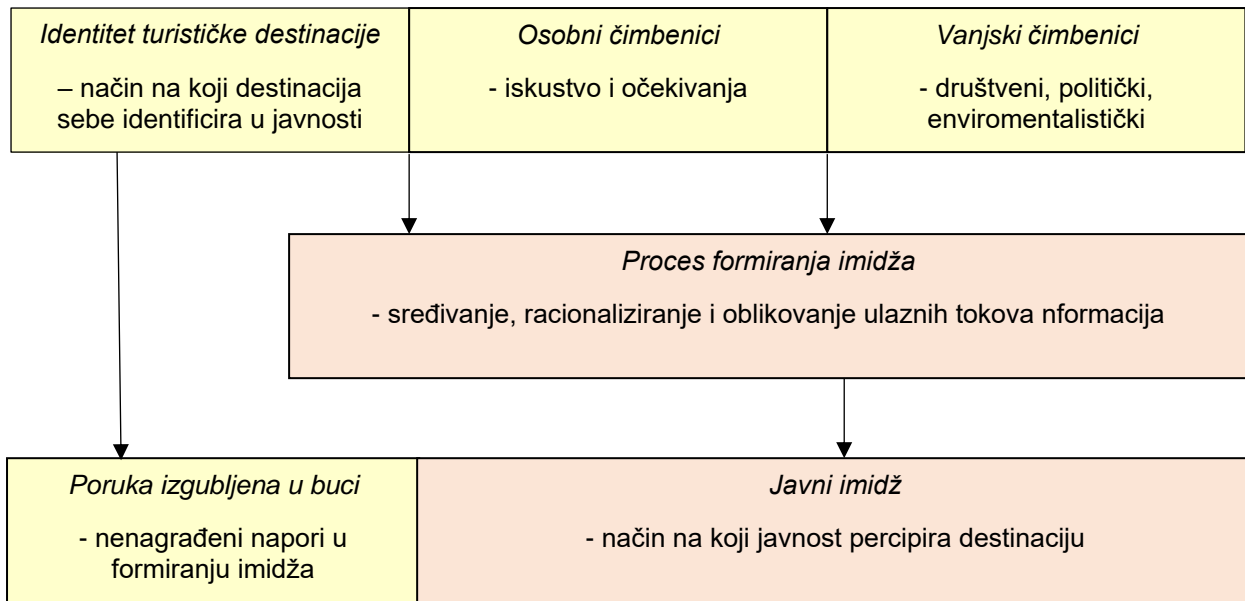 Identitet turističke destinacije
– način na koji destinacija
sebe identificira u javnosti
Osobni čimbenici
- iskustvo i očekivanja
Vanjski čimbenici
- društveni, politički,
enviromentalistički
Proces formiranja imidža
- sređivanje, racionaliziranje i oblikovanje ulaznih tokova nformacija
Poruka izgubljena u buci
- nenagrađeni napori u
formiranju imidža
Javni imidž
- način na koji javnost percipira destinaciju